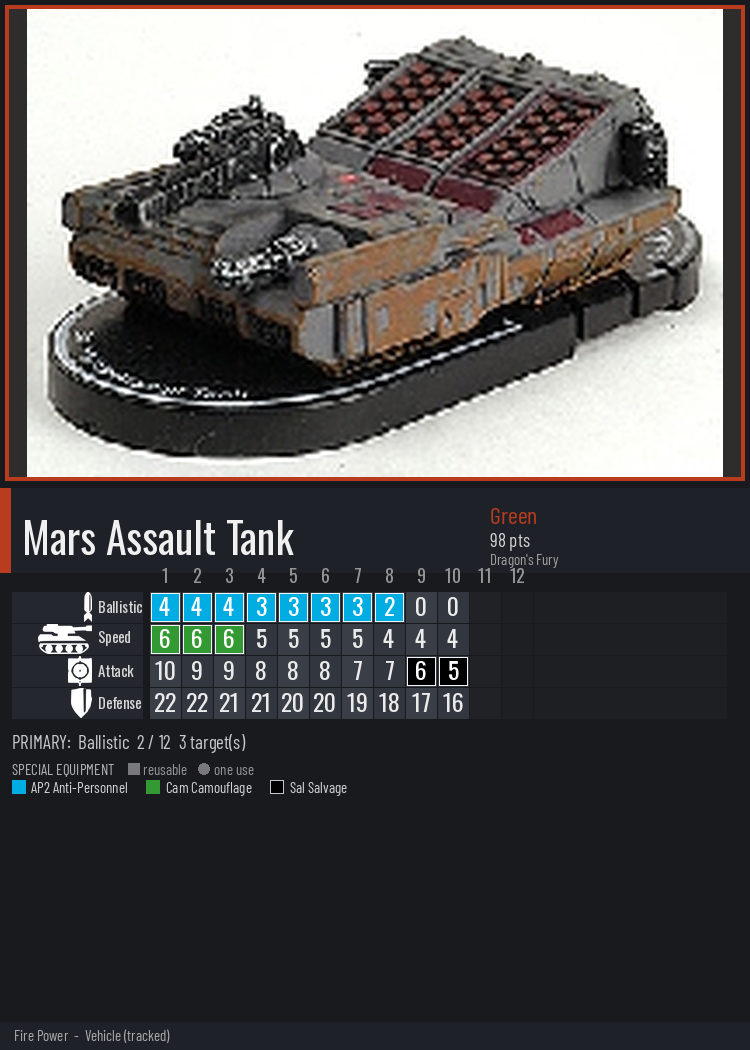 Mars Assault Tank
Green
98 pts
Dragon's Fury
1 2 3 4 5 6 7 8 9 10 11 12
Ballistic 4 4 4 3 3 3 3 2 0 0
Speed 6 6 6 5 5 5 5 4 4 4
Attack 10 9 9 8 8 8 7 7 6 5
Defense 22 22 21 21 20 20 19 18 17 16
PRIMARY: Ballistic 2 / 12 3 target(s)
SPECIAL EQUIPMENT reusable one use
AP2 Anti-Personnel Cam Camouflage Sal Salvage
Fire Power - Vehicle (tracked)